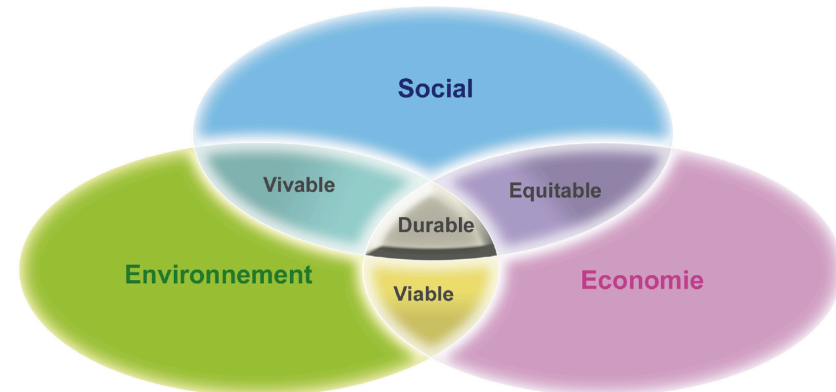 Social
Vivable
Equitable
Durable
Environnement
Economie
Viable